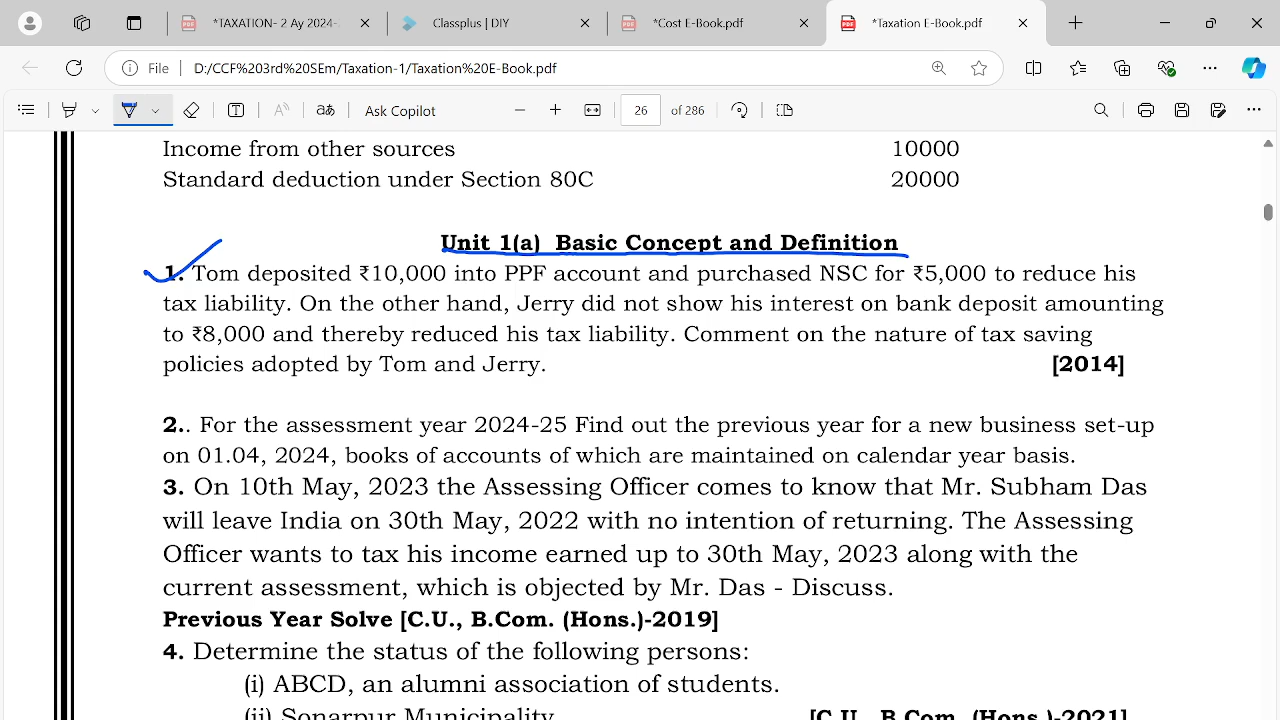 *TAXATION- 2 Ay 2024-
Classplus | DIY
*Cost E-Book.pdf
*Taxation E-Book.pdf
File
D:/CCF%203rd%20SEm/Taxation-1/Taxation%20E-Book.pdf
Ask Copilot
26 of 286
Income from other sources 10000
Standard deduction under Section 80C 20000
Unit 1(a) Basic Concept and Definition
1. Tom deposited ₹10,000 into PPF account and purchased NSC for ₹5,000 to reduce his
tax liability. On the other hand, Jerry did not show his interest on bank deposit amounting
to ₹8,000 and thereby reduced his tax liability. Comment on the nature of tax saving
policies adopted by Tom and Jerry. [2014]
2.. For the assessment year 2024-25 Find out the previous year for a new business set-up
on 01.04, 2024, books of accounts of which are maintained on calendar year basis.
3. On 10th May, 2023 the Assessing Officer comes to know that Mr. Subham Das
will leave India on 30th May, 2022 with no intention of returning. The Assessing
Officer wants to tax his income earned up to 30th May, 2023 along with the
current assessment, which is objected by Mr. Das - Discuss.
Previous Year Solve [C.U., B.Com. (Hons.)-2019]
4. Determine the status of the following persons:
(i) ABCD, an alumni association of students.
(ii) Sonarpur Municipality [C.U., B.Com. (Hons.)-2021]